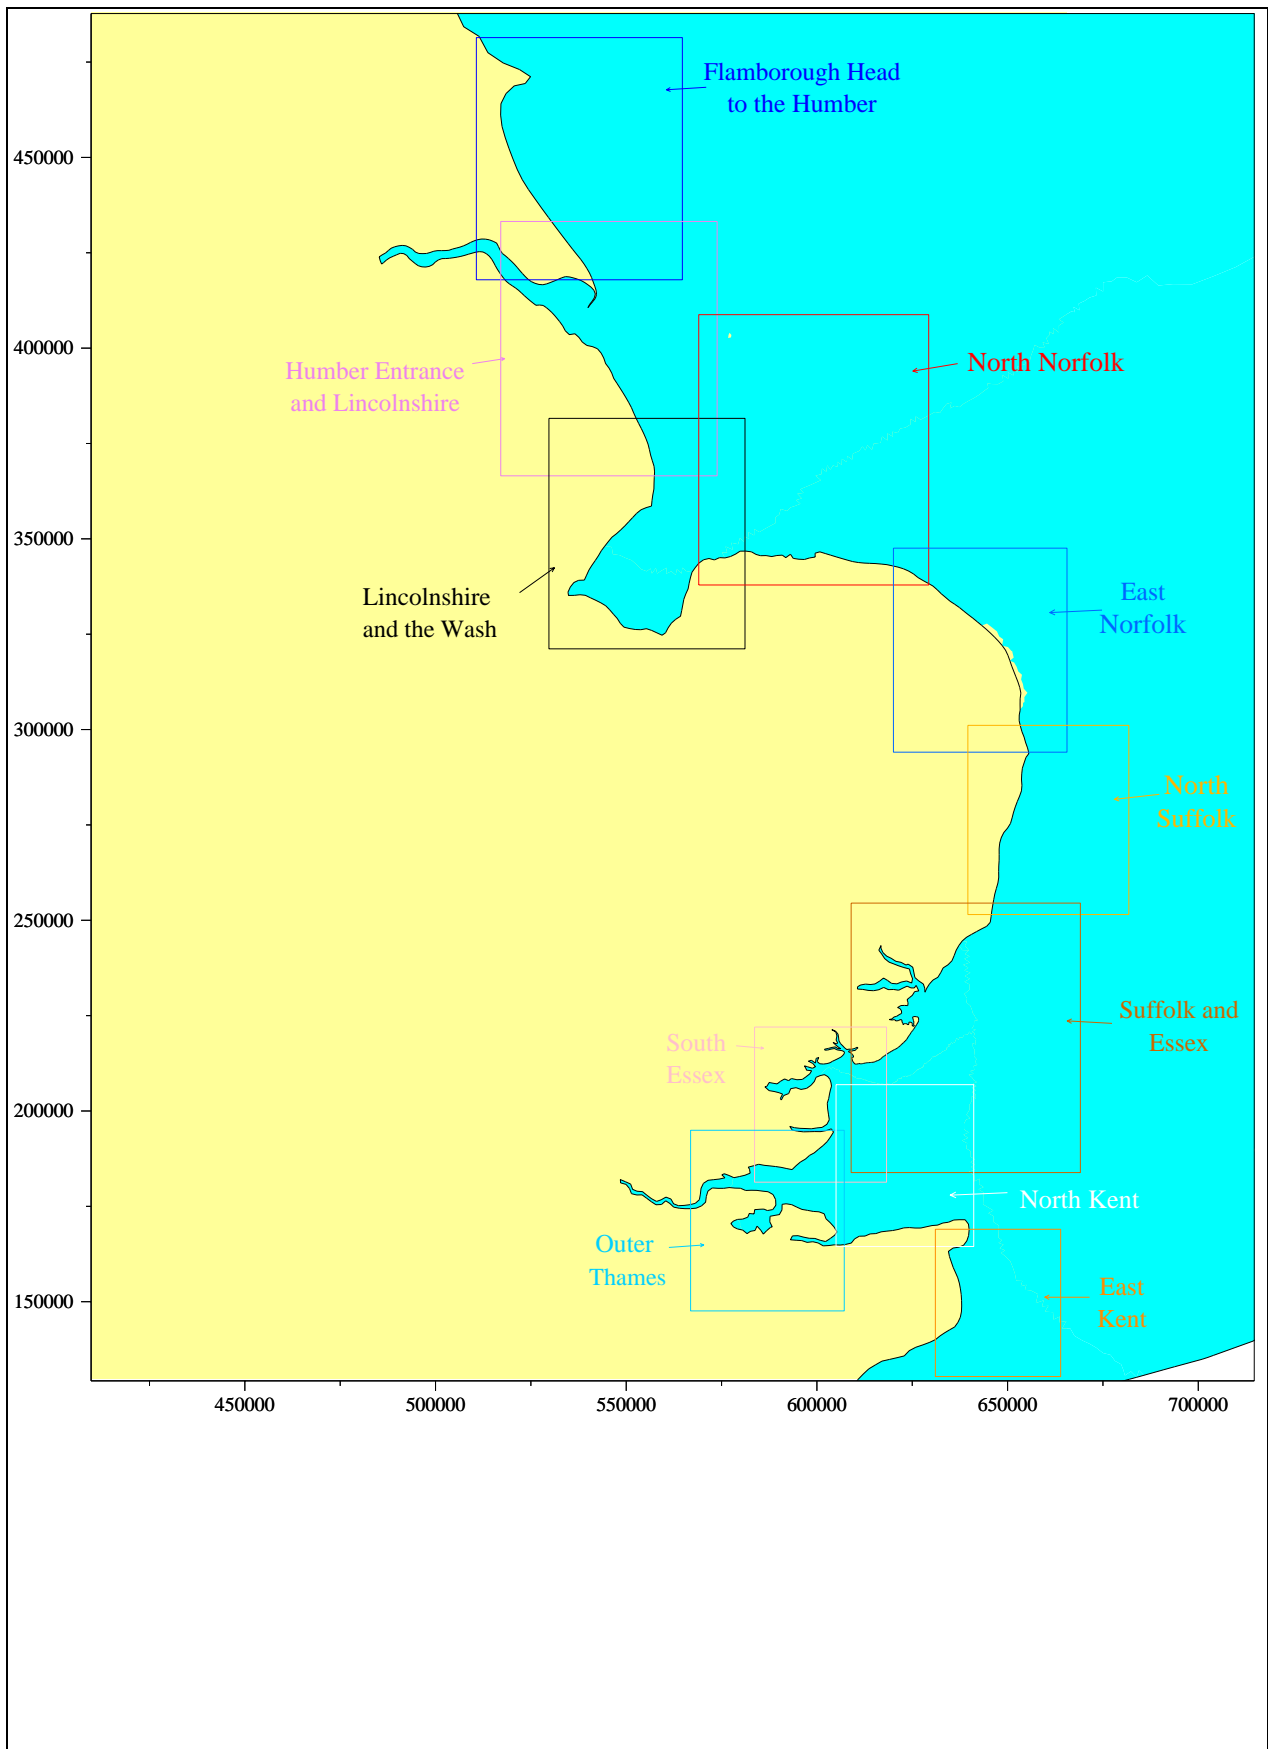 Flamborough Head
to the Humber
450000
400000
North Norfolk
Humber Entrance
and Lincolnshire
350000
Lincolnshire
and the Wash
East
Norfolk
300000
North
Suffolk
250000
Suffolk and
Essex
South
Essex
200000
North Kent
Outer
Thames
East
Kent
150000
450000 500000 550000 600000 650000 700000